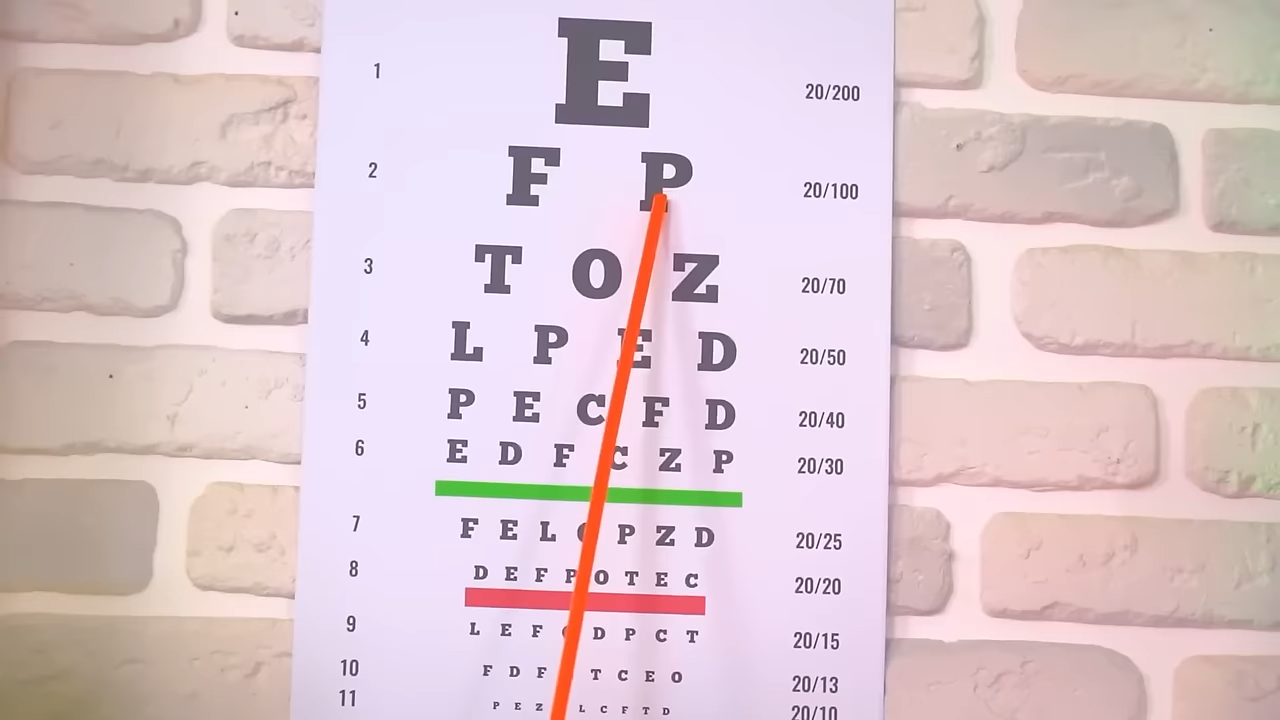 1 E 20/200
2 F P 20/100
3 T O Z 20/70
4 L P E D 20/50
5 P E C F D 20/40
6 E D F C Z P 20/30
7 F E L P Z D 20/25
8 D E F P O T E C 20/20
9 L E F D P C T 20/15
10 F D F T C E O 20/13
11 P E Z L C F T D 20/10